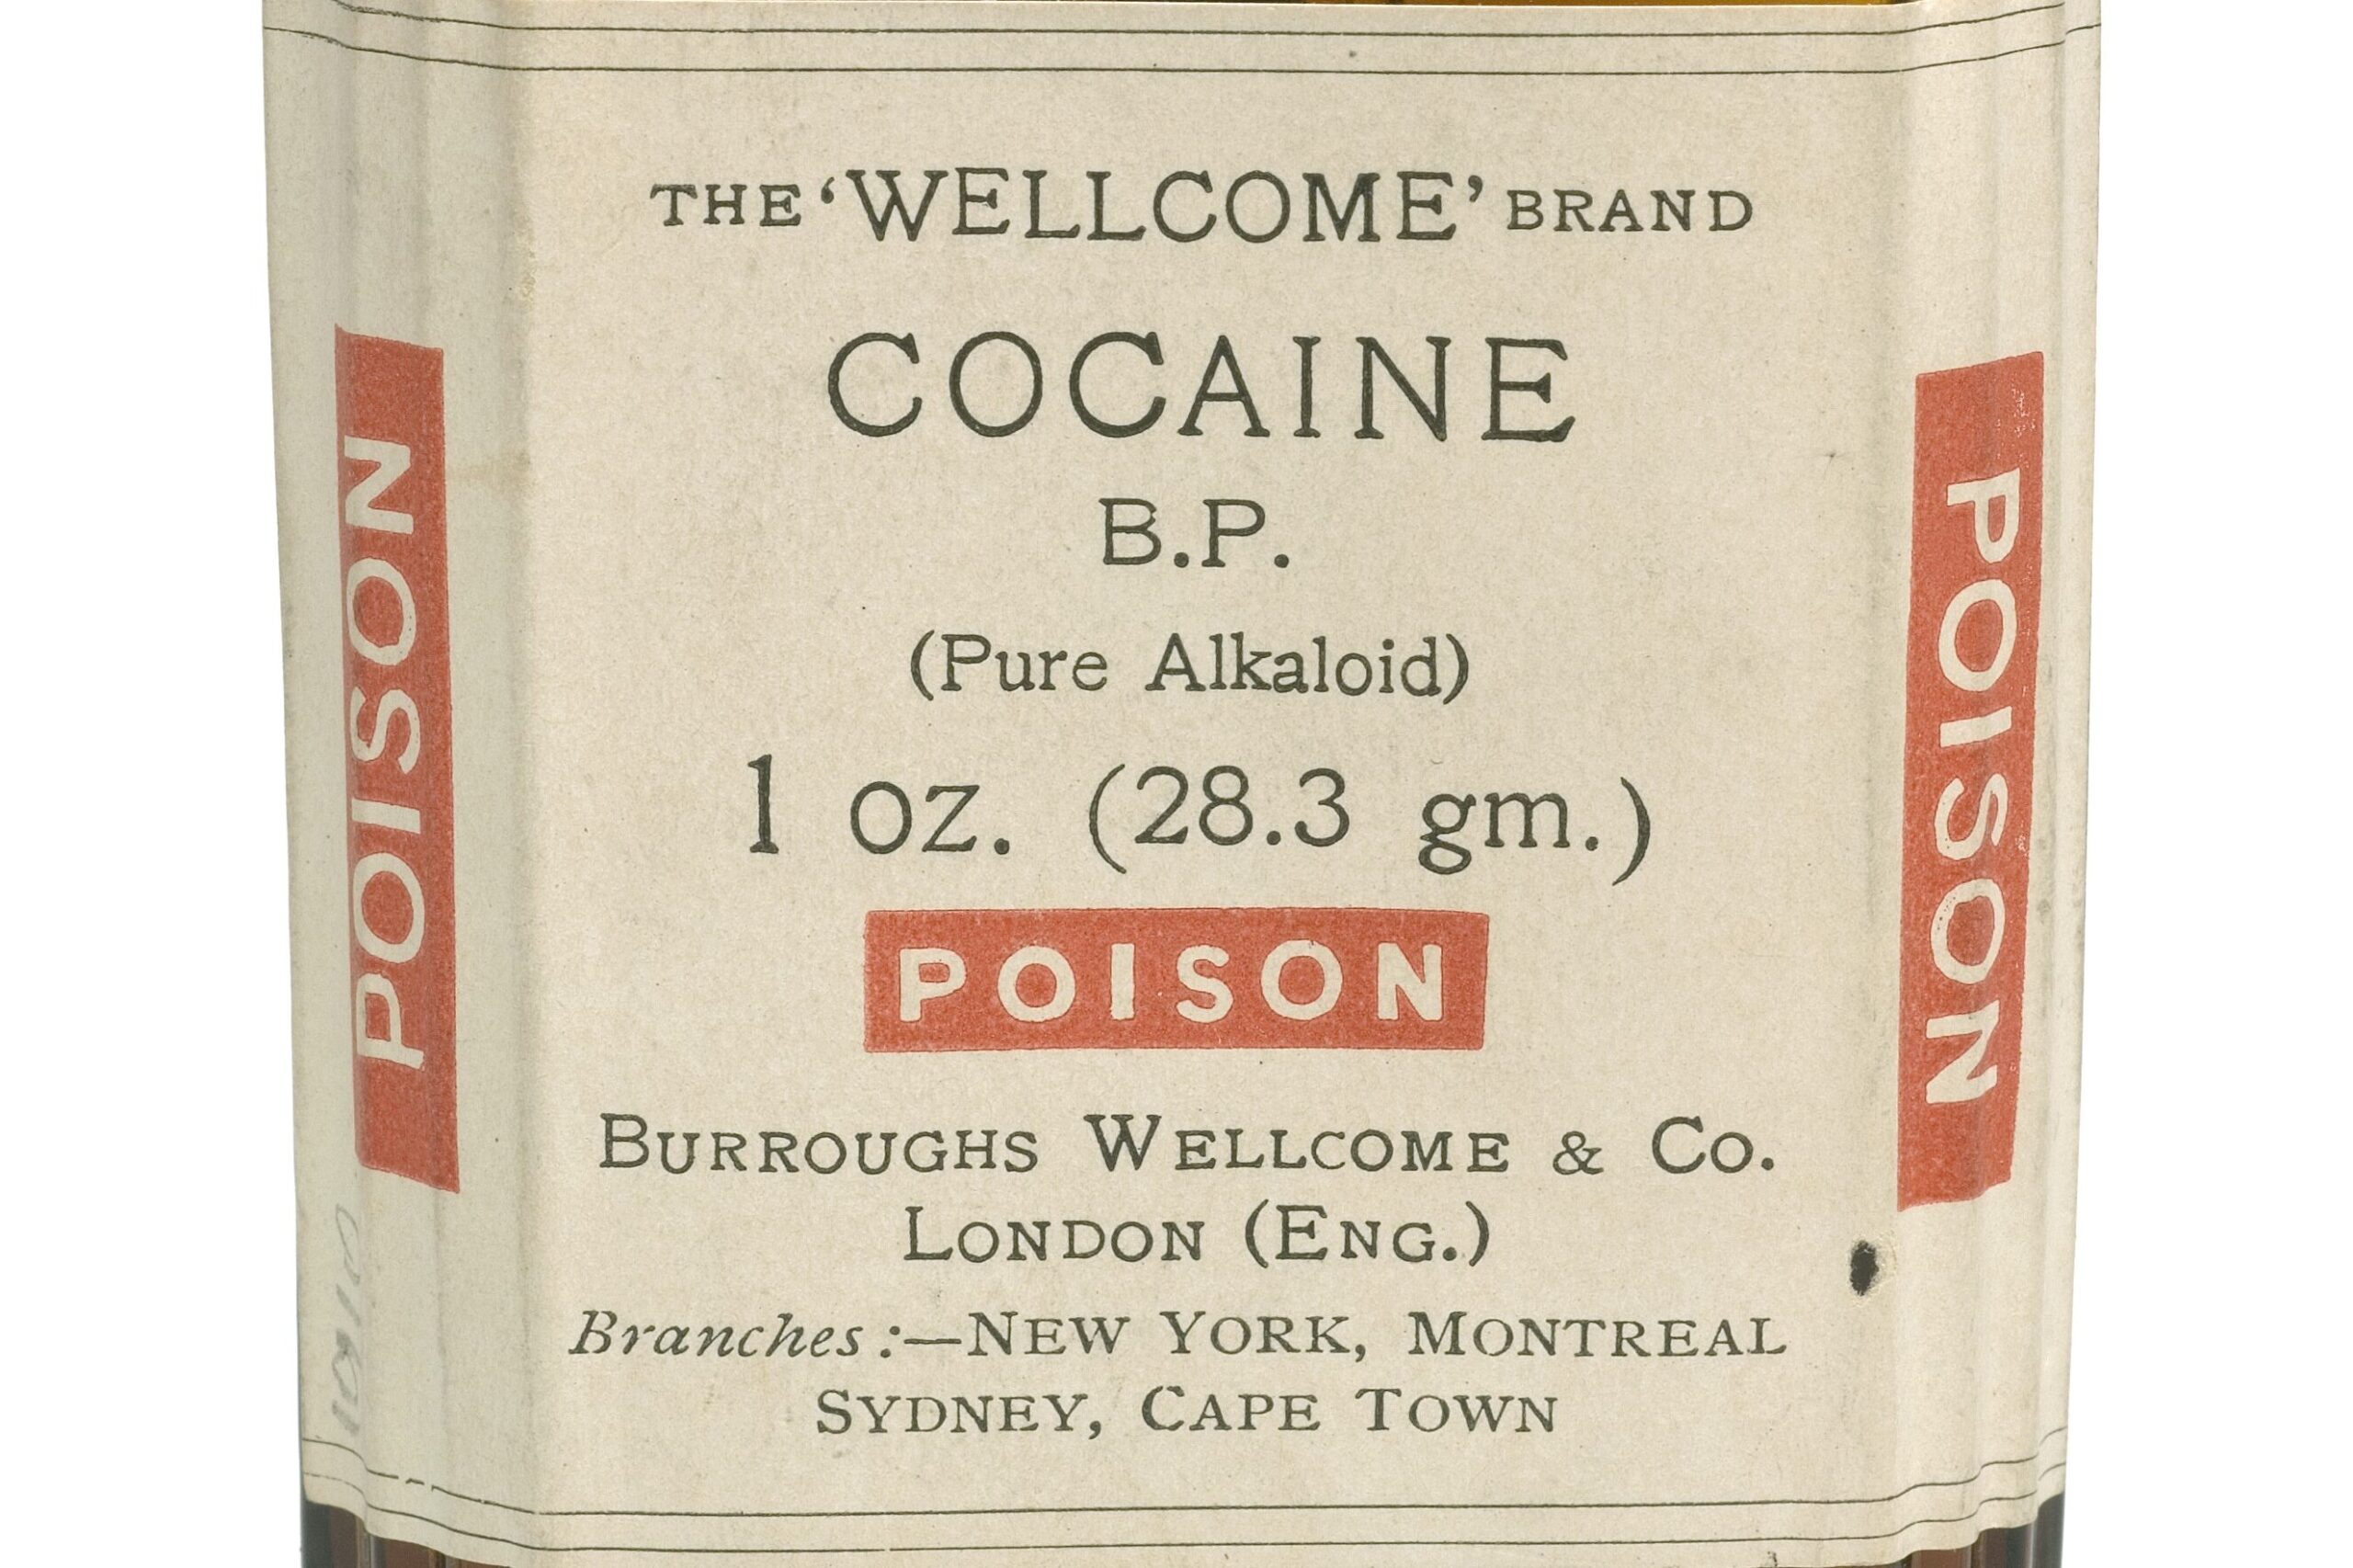 THE 'WELLCOME' BRAND
COCAINE
B.P.
(Pure Alkaloid)
1 oz. (28.3 gm.)
POISON
BURROUGHS WELLCOME & CO.
LONDON (ENG.)
Branches:—NEW YORK, MONTREAL
SYDNEY, CAPE TOWN
POISON
POISON